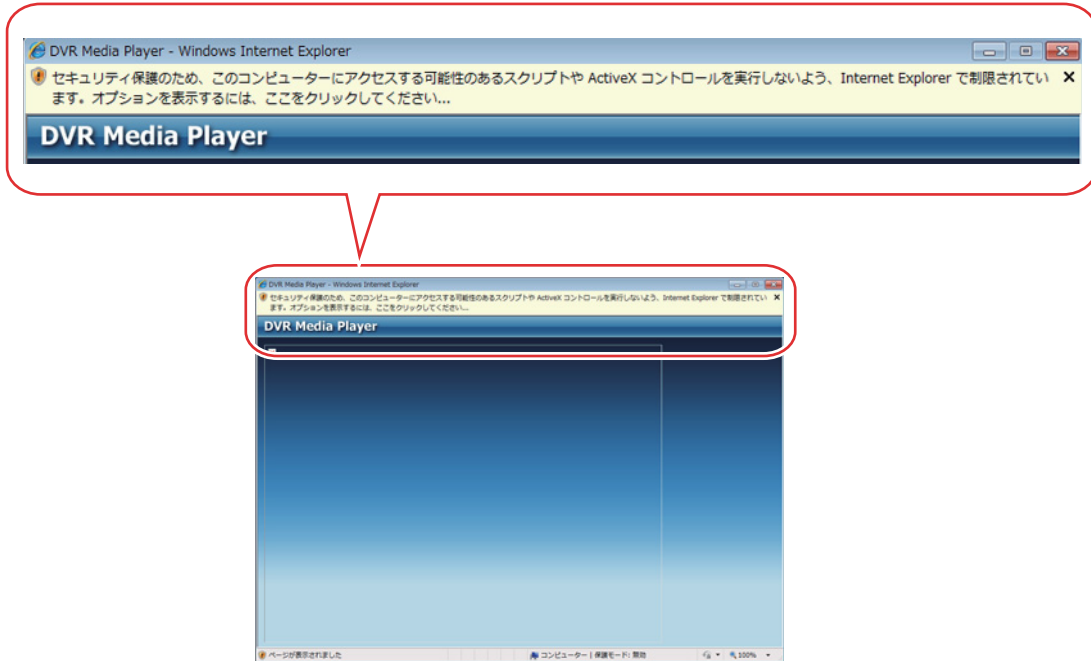 DVR Media Player - Windows Internet Explorer
セキュリティ保護のため、このコンピューターにアクセスする可能性のあるスクリプトや ActiveX コントロールを実行しないよう、Internet Explorer で制限されてい
ます。オプションを表示するには、ここをクリックしてください...
DVR Media Player
DVR Media Player - Windows Internet Explorer
セキュリティ保護のため、このコンピューターにアクセスする可能性のあるスクリプトや ActiveX コントロールを実行しないよう、Internet Explorer で制限されてい
ます。オプションを表示するには、ここをクリックしてください...
DVR Media Player
ページが表示されました コンピューター | 保護モード: 無効 100%